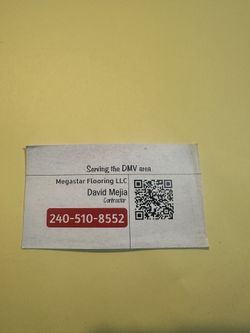 Serving the DMV area
Megastar Flooring LLC
David Mejia
Contractor
240-510-8552